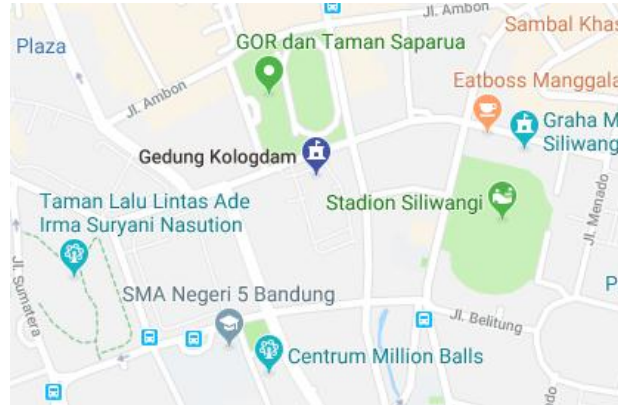 Jl. Ambon
Sambal Khas
Plaza
GOR dan Taman Saparua
Eatboss Manggala
Jl. Ambon
Graha M
Siliwang
Gedung Kologdam
Taman Lalu Lintas Ade
Irma Suryani Nasution
Stadion Siliwangi
Jl. Menado
Jl. Sumatera
SMA Negeri 5 Bandung
P
Jl. Belitung
Centrum Million Balls